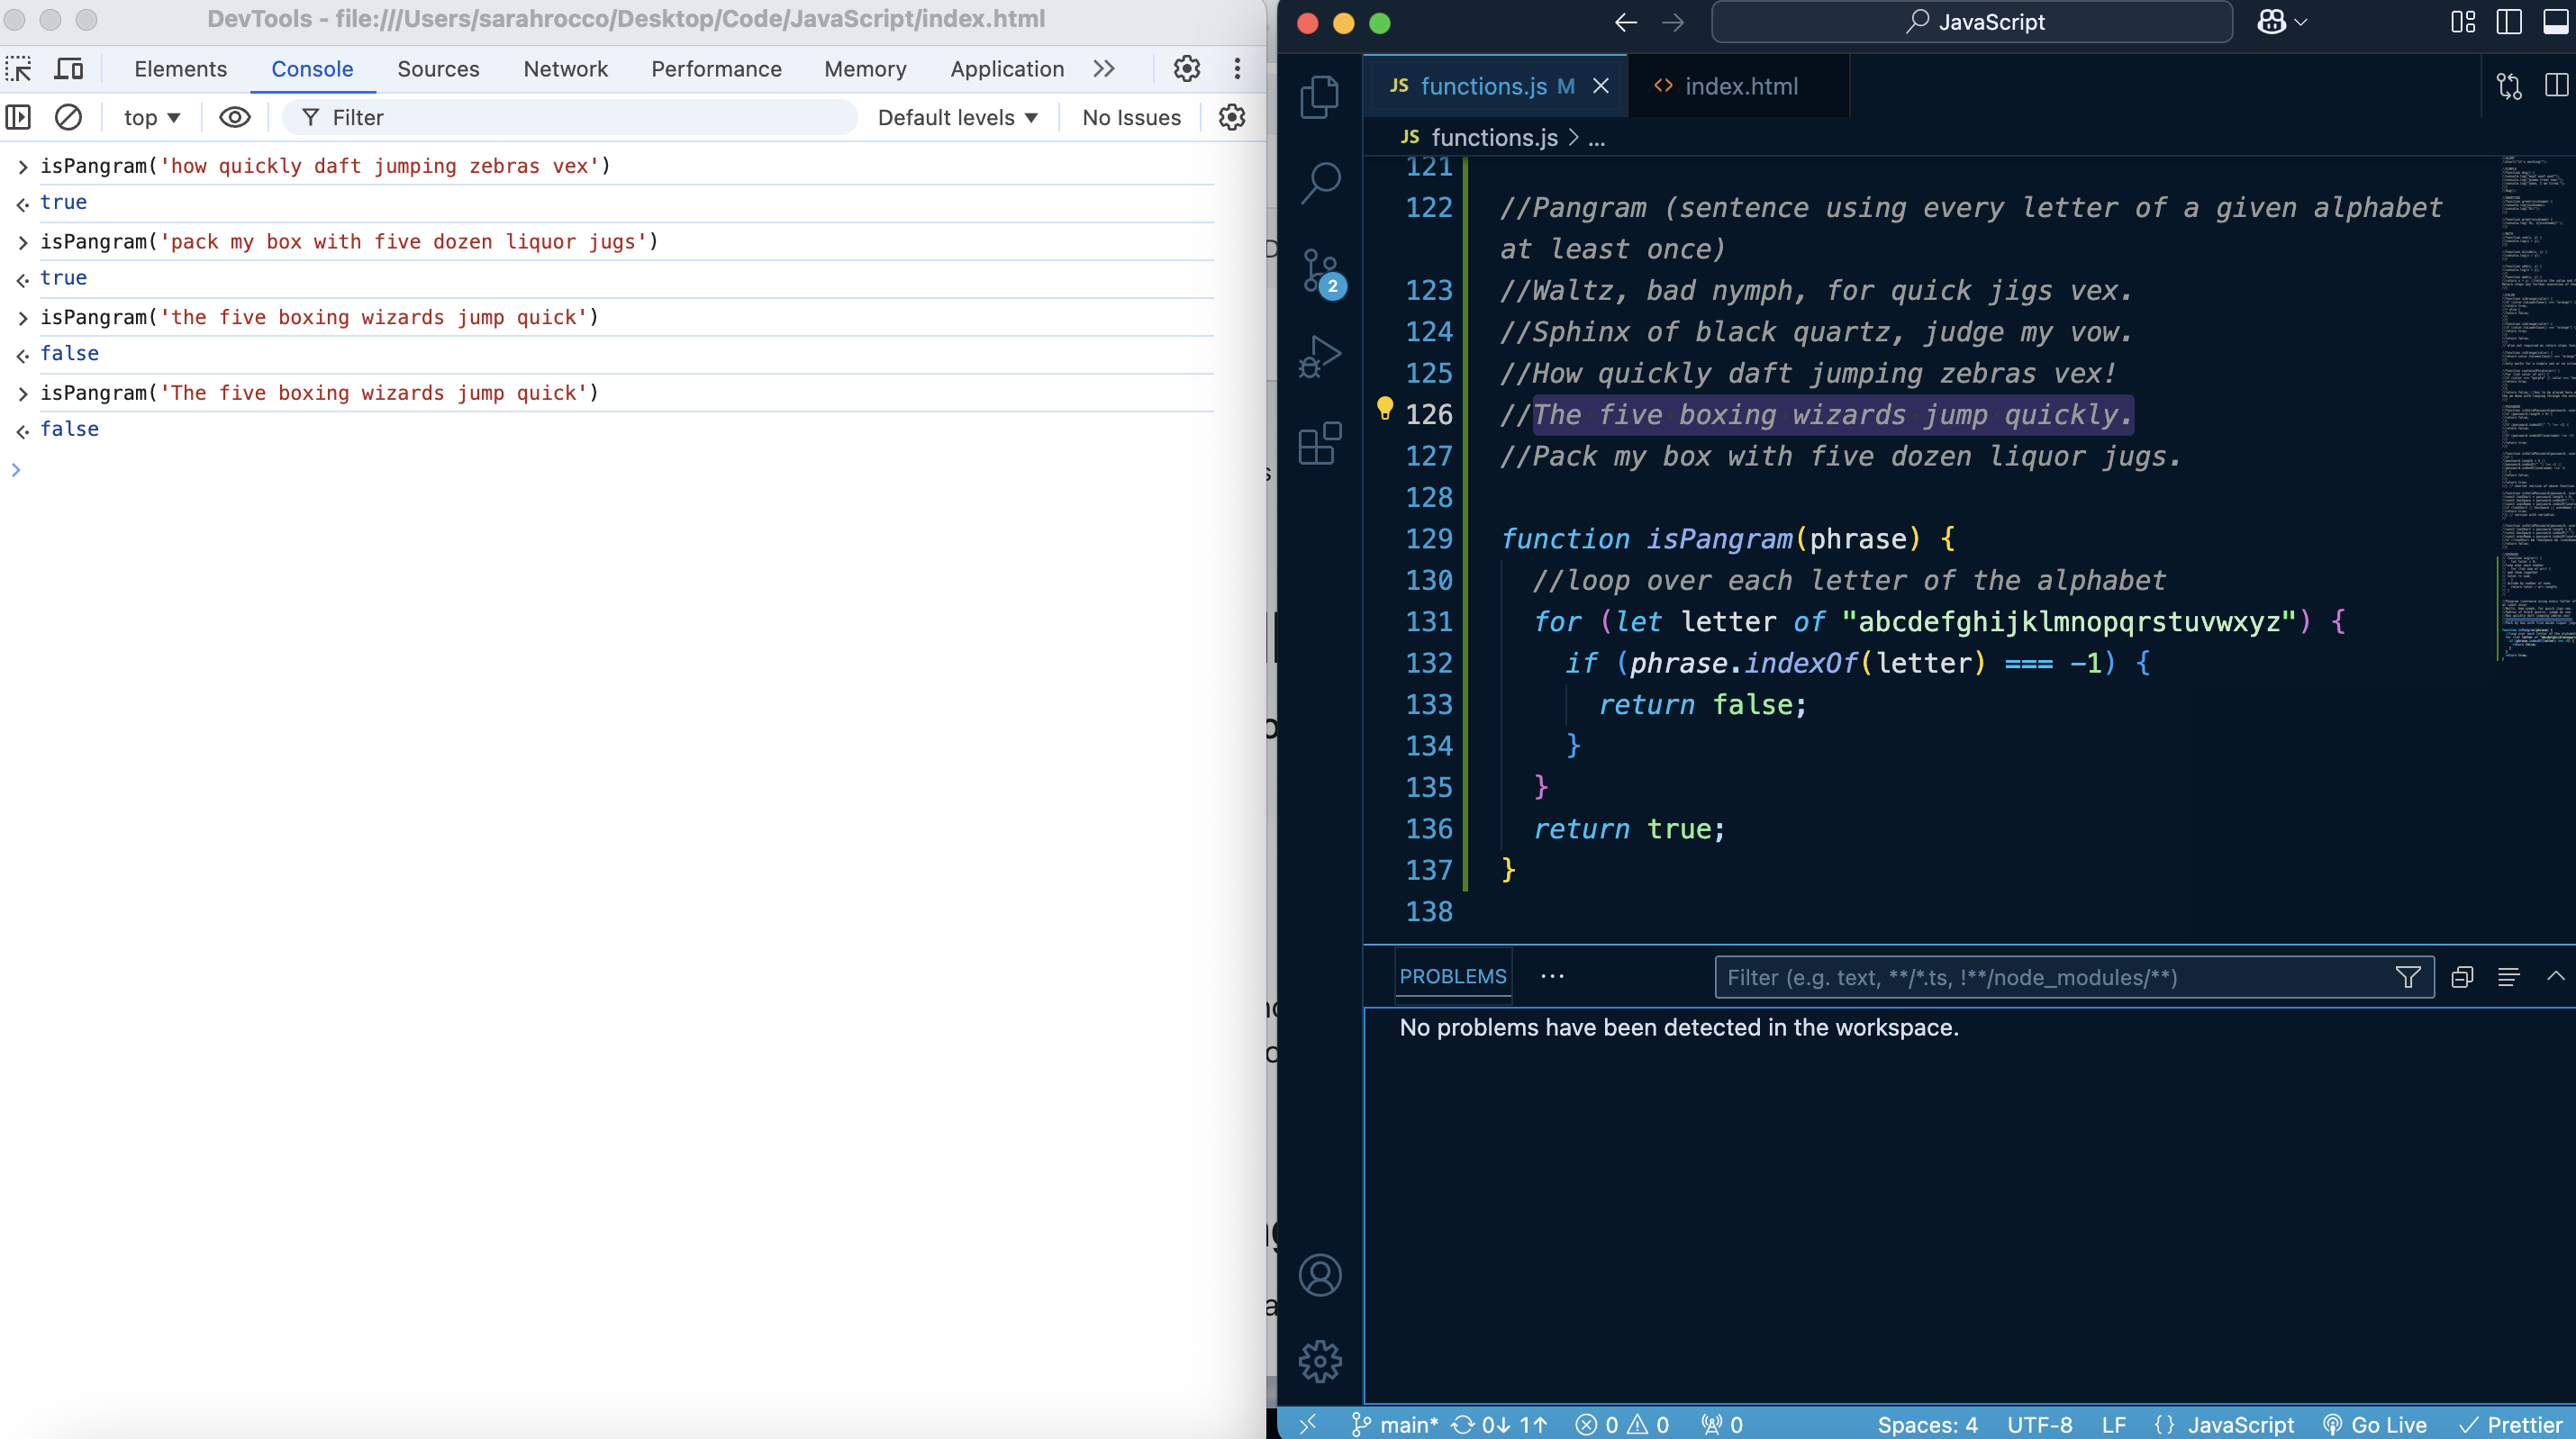 DevTools - file:///Users/sarahrocco/Desktop/Code/JavaScript/index.html
Elements Console Sources Network Performance Memory Application
top Filter Default levels No Issues
isPangram('how quickly daft jumping zebras vex')
true
isPangram('pack my box with five dozen liquor jugs')
true
isPangram('the five boxing wizards jump quick')
false
isPangram('The five boxing wizards jump quick')
false
JavaScript
JS functions.js M index.html
JS functions.js > ...
121
122 //Pangram (sentence using every letter of a given alphabet
at least once)
123 //Waltz, bad nymph, for quick jigs vex.
124 //Sphinx of black quartz, judge my vow.
125 //How quickly daft jumping zebras vex!
126 //The five boxing wizards jump quickly.
127 //Pack my box with five dozen liquor jugs.
128
129 function isPangram(phrase) {
130 //loop over each letter of the alphabet
131 for (let letter of "abcdefghijklmnopqrstuvwxyz") {
132 if (phrase.indexOf(letter) === -1) {
133 return false;
134 }
135 }
136 return true;
137 }
138
2
PROBLEMS ... Filter (e.g. text, **/*.ts, !**/node_modules/**)
No problems have been detected in the workspace.
main* 0↓ 1↑ 0 0 0 Spaces: 4 UTF-8 LF {} JavaScript Go Live Prettier